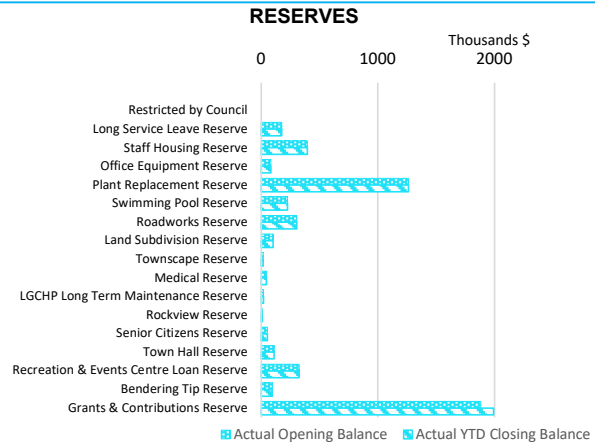 RESERVES
Thousands $
0 1000 2000
Restricted by Council
Long Service Leave Reserve
Staff Housing Reserve
Office Equipment Reserve
Plant Replacement Reserve
Swimming Pool Reserve
Roadworks Reserve
Land Subdivision Reserve
Townscape Reserve
Medical Reserve
LGCHP Long Term Maintenance Reserve
Rockview Reserve
Senior Citizens Reserve
Town Hall Reserve
Recreation & Events Centre Loan Reserve
Bendering Tip Reserve
Grants & Contributions Reserve
Actual Opening Balance Actual YTD Closing Balance